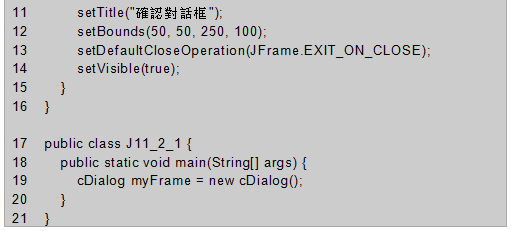 11 setTitle("確認對話框");
12 setBounds(50, 50, 250, 100);
13 setDefaultCloseOperation(JFrame.EXIT_ON_CLOSE);
14 setVisible(true);
15 }
16 }
17 public class J11_2_1 {
18 public static void main(String[] args) {
19 cDialog myFrame = new cDialog();
20 }
21 }